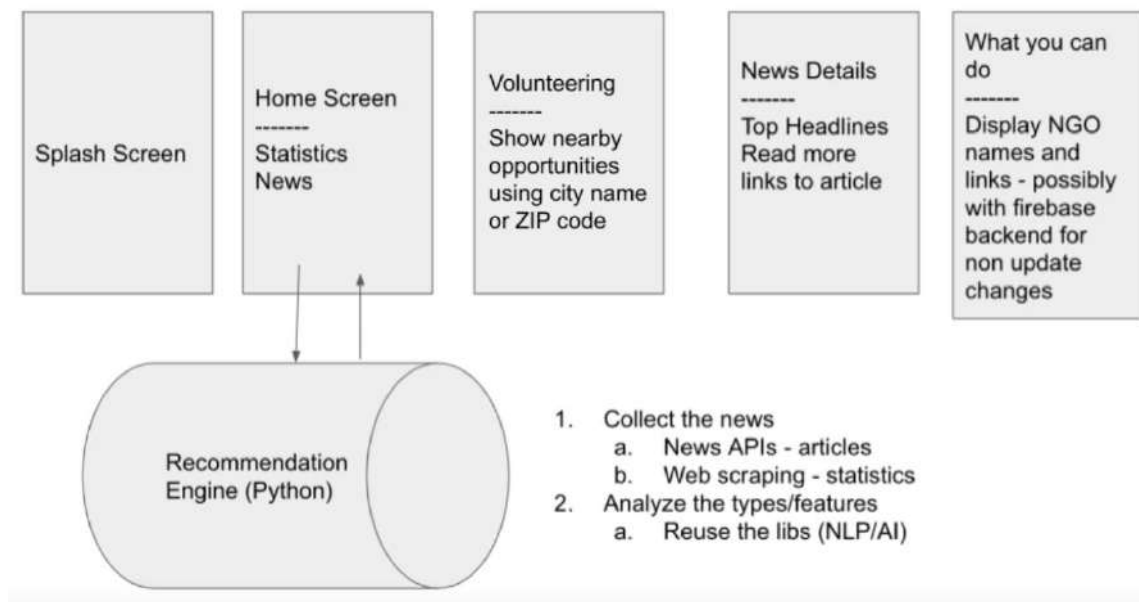 Splash Screen
Home Screen
-------
Statistics
News
Volunteering
-------
Show nearby
opportunities
using city name
or ZIP code
News Details
-------
Top Headlines
Read more
links to article
What you can
do
-------
Display NGO
names and
links - possibly
with firebase
backend for
non update
changes
Recommendation
Engine (Python)
1. Collect the news
a. News APIs - articles
b. Web scraping - statistics
2. Analyze the types/features
a. Reuse the libs (NLP/AI)